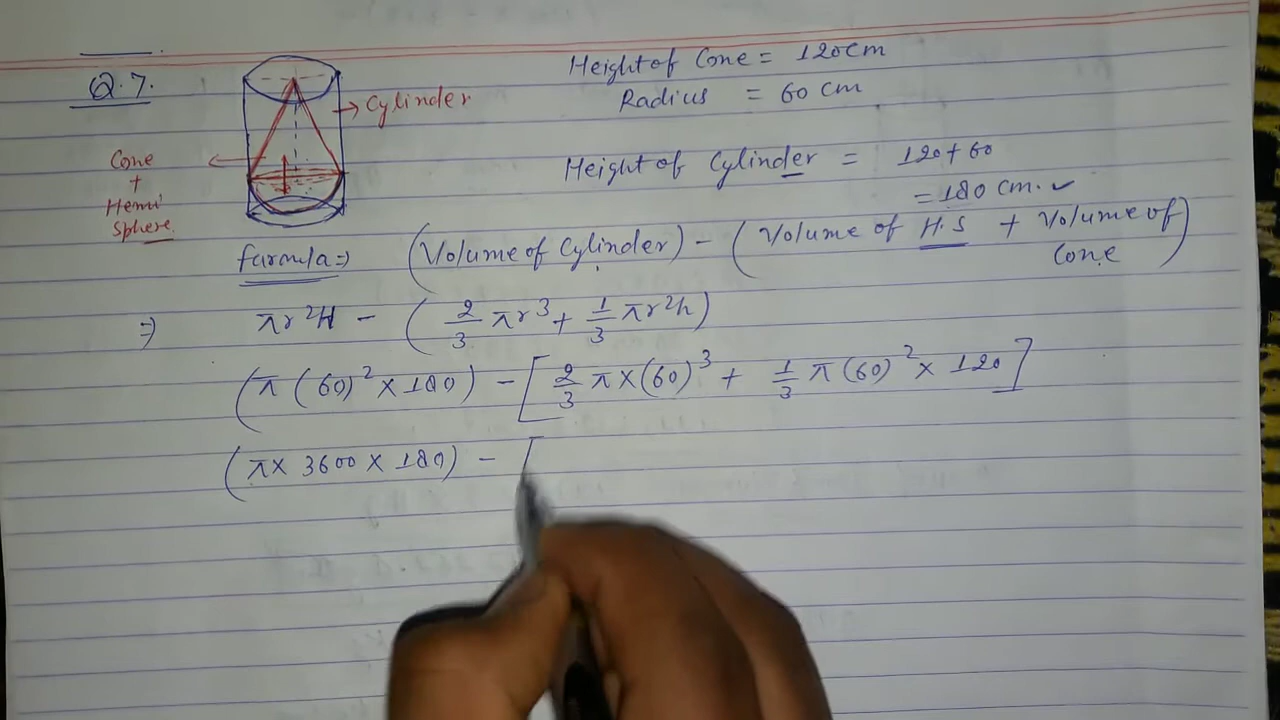 Q.7.
Height of Cone = 120cm
Radius = 60 cm
Cylinder
Cone
+
Hemi
Sphere
Height of Cylinder = 120+60
= 180 cm. ✓
formula ⇒ (Volume of Cylinder) - (Volume of H.S + Volume of Cone)
⇒ πr²H - (2/3 πr³ + 1/3 πr²h)
(π (60)² × 180) - [2/3 π×(60)³ + 1/3 π(60)² × 120]
(π× 3600 × 180) - [